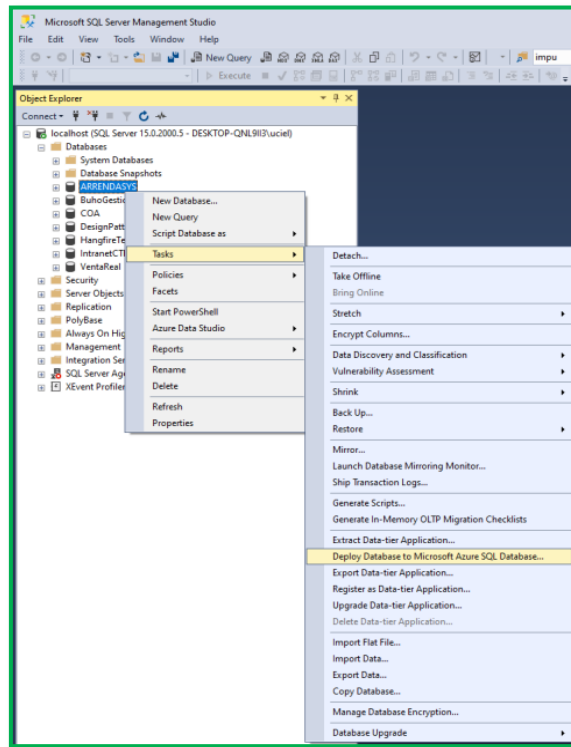 Microsoft SQL Server Management Studio
File Edit View Tools Window Help
New Query impu
Execute
Object Explorer
Connect
localhost (SQL Server 15.0.2000.5 - DESKTOP-QNL9II3\uciel)
Databases
System Databases
Database Snapshots
ARRENDASYS
BuhoGestic
COA
DesignPatt
HangfireTe
IntranetCTI
VentaReal
Security
Server Objects
Replication
PolyBase
Always On Hig
Management
Integration Ser
SQL Server Age
XEvent Profiler
New Database...
New Query
Script Database as
Tasks
Policies
Facets
Start PowerShell
Azure Data Studio
Reports
Rename
Delete
Refresh
Properties
Detach...
Take Offline
Bring Online
Stretch
Encrypt Columns...
Data Discovery and Classification
Vulnerability Assessment
Shrink
Back Up...
Restore
Mirror...
Launch Database Mirroring Monitor...
Ship Transaction Logs...
Generate Scripts...
Generate In-Memory OLTP Migration Checklists
Extract Data-tier Application...
Deploy Database to Microsoft Azure SQL Database...
Export Data-tier Application...
Register as Data-tier Application...
Upgrade Data-tier Application...
Delete Data-tier Application...
Import Flat File...
Import Data...
Export Data...
Copy Database...
Manage Database Encryption...
Database Upgrade